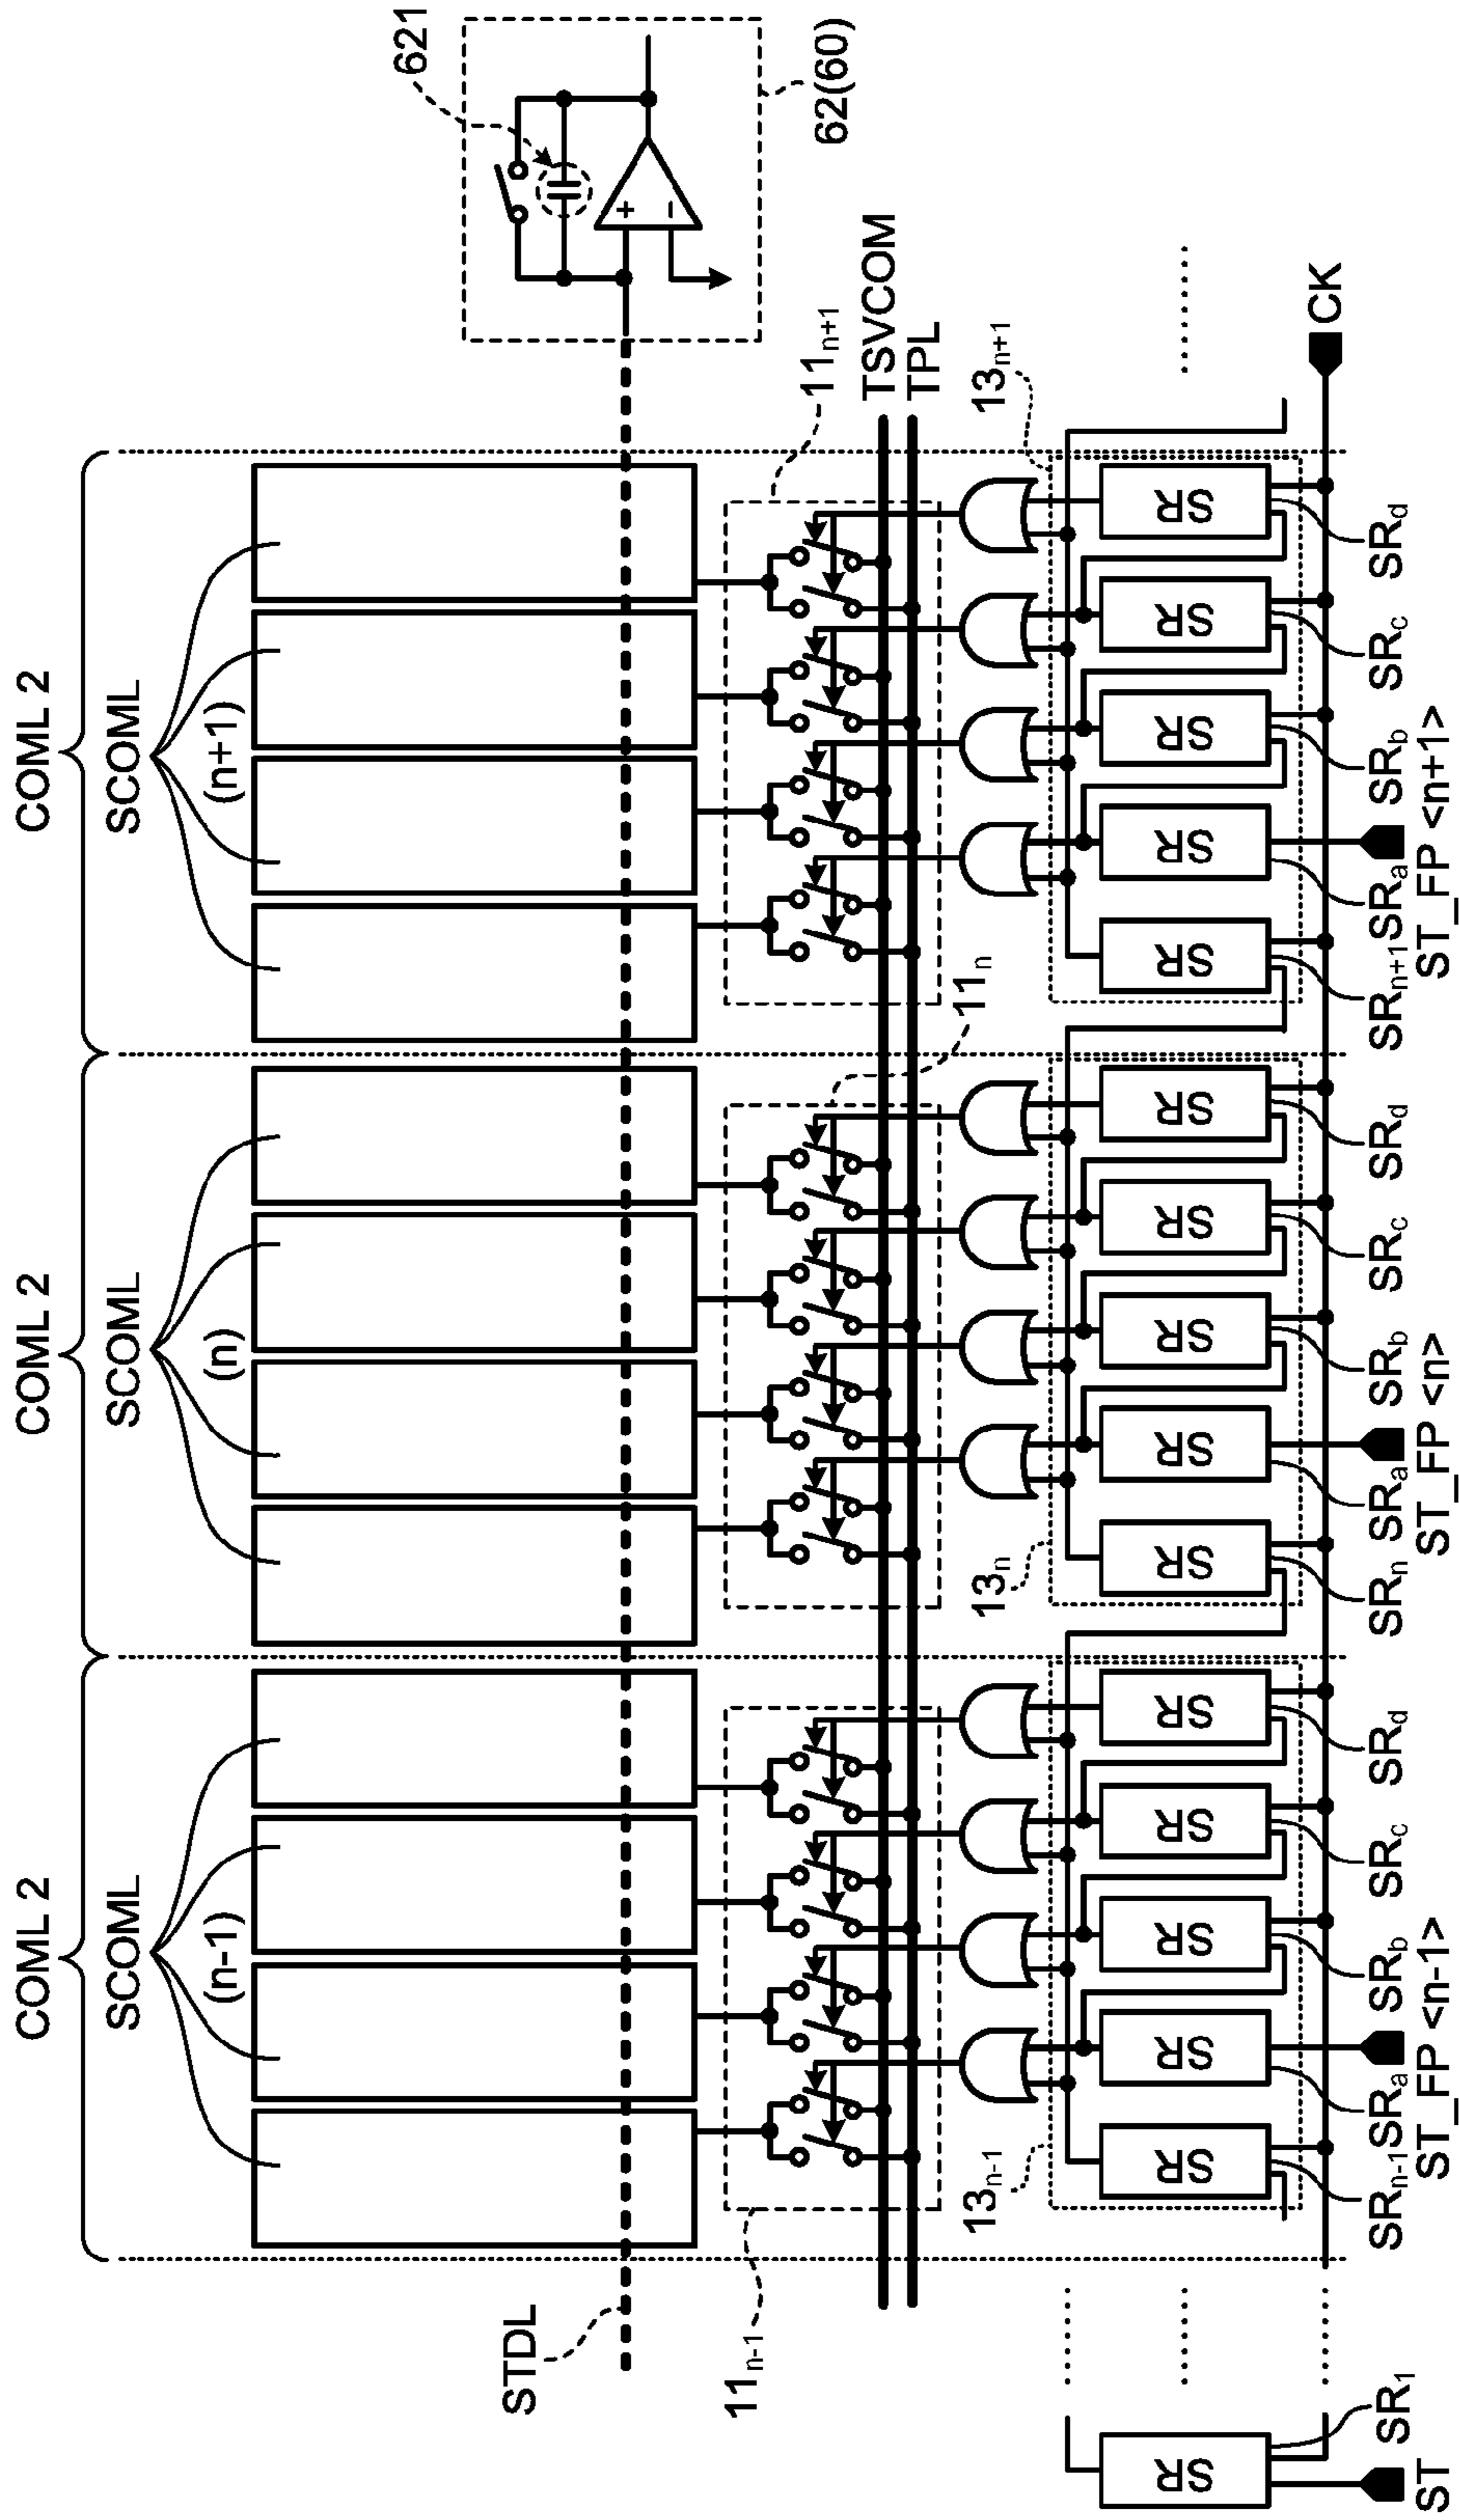 COML 2 COML 2 COML 2
SCOML SCOML SCOML
(n-1) (n) (n+1)
621
STDL
11n-1
11n+1
62(60)
+
−
TSVCOM
TPL
11n
13n-1 13n 13n+1
SR SR SR SR SR SR SR SR SR SR SR SR SR SR SR SR
CK
SR1 SRn-1 SRa SRb SRc SRd SRn SRa SRb SRc SRd SRn+1 SRa SRb SRc SRd
ST ST_FP <n-1> ST_FP <n> ST_FP <n+1>